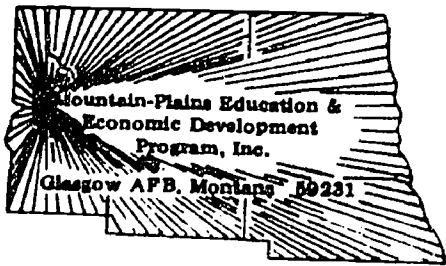 Mountain-Plains Education &
Economic Development
Program, Inc.
Glasgow AFB, Montana 59231